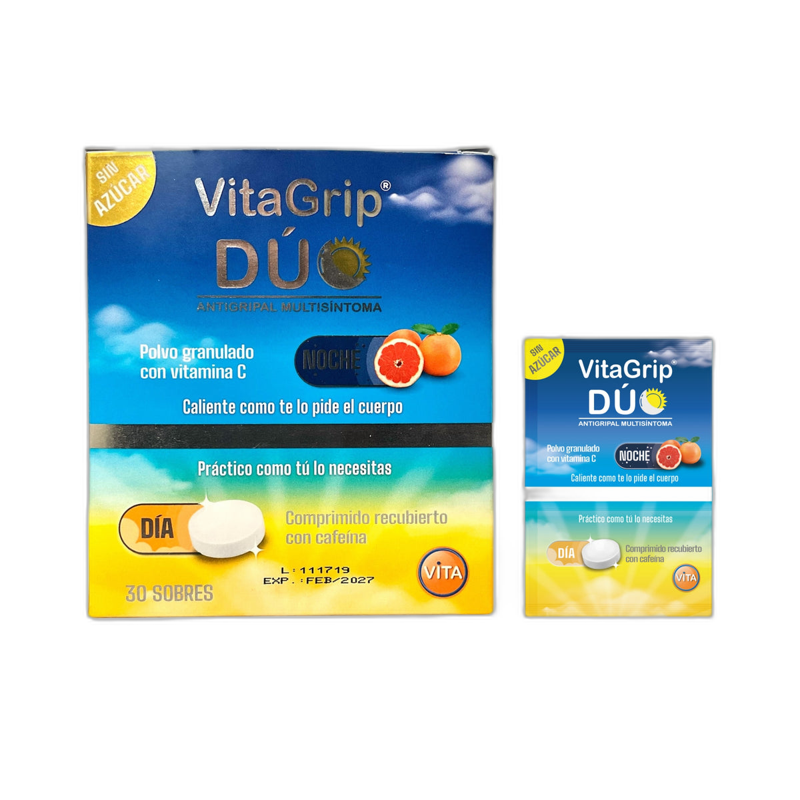 SIN
AZÚCAR
VitaGrip®
DÚO
ANTIGRIPAL MULTISÍNTOMA
Polvo granulado
con vitamina C
NOCHE
Caliente como te lo pide el cuerpo
Práctico como tú lo necesitas
DÍA
Comprimido recubierto
con cafeína
L:111719
EXP.:FEB/2027
30 SOBRES
VITA
SIN
AZÚCAR
VitaGrip®
DÚO
ANTIGRIPAL MULTISÍNTOMA
Polvo granulado
con vitamina C
NOCHE
Caliente como te lo pide el cuerpo
Práctico como tú lo necesitas
DÍA
Comprimido recubierto
con cafeína
VITA